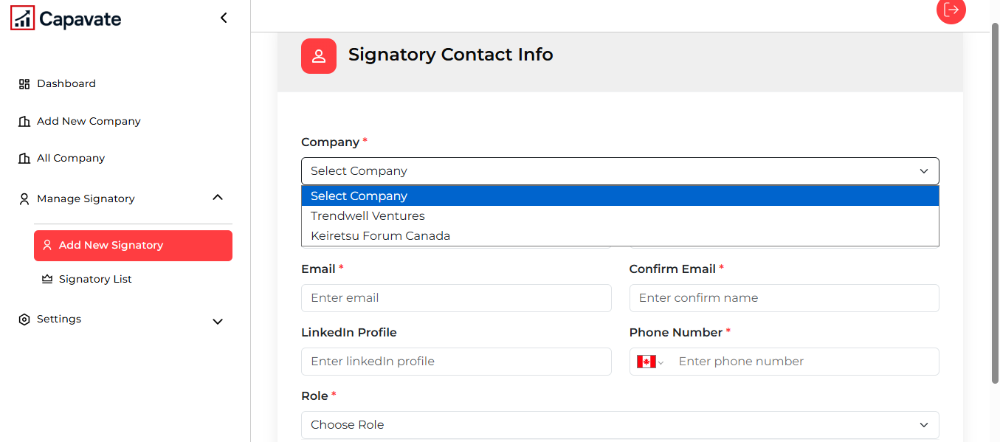 Capavate
Dashboard
Add New Company
All Company
Manage Signatory
Add New Signatory
Signatory List
Settings
Signatory Contact Info
Company *
Select Company
Select Company
Trendwell Ventures
Keiretsu Forum Canada
Email *
Confirm Email *
Enter email
Enter confirm name
LinkedIn Profile
Phone Number *
Enter linkedIn profile
Enter phone number
Role *
Choose Role